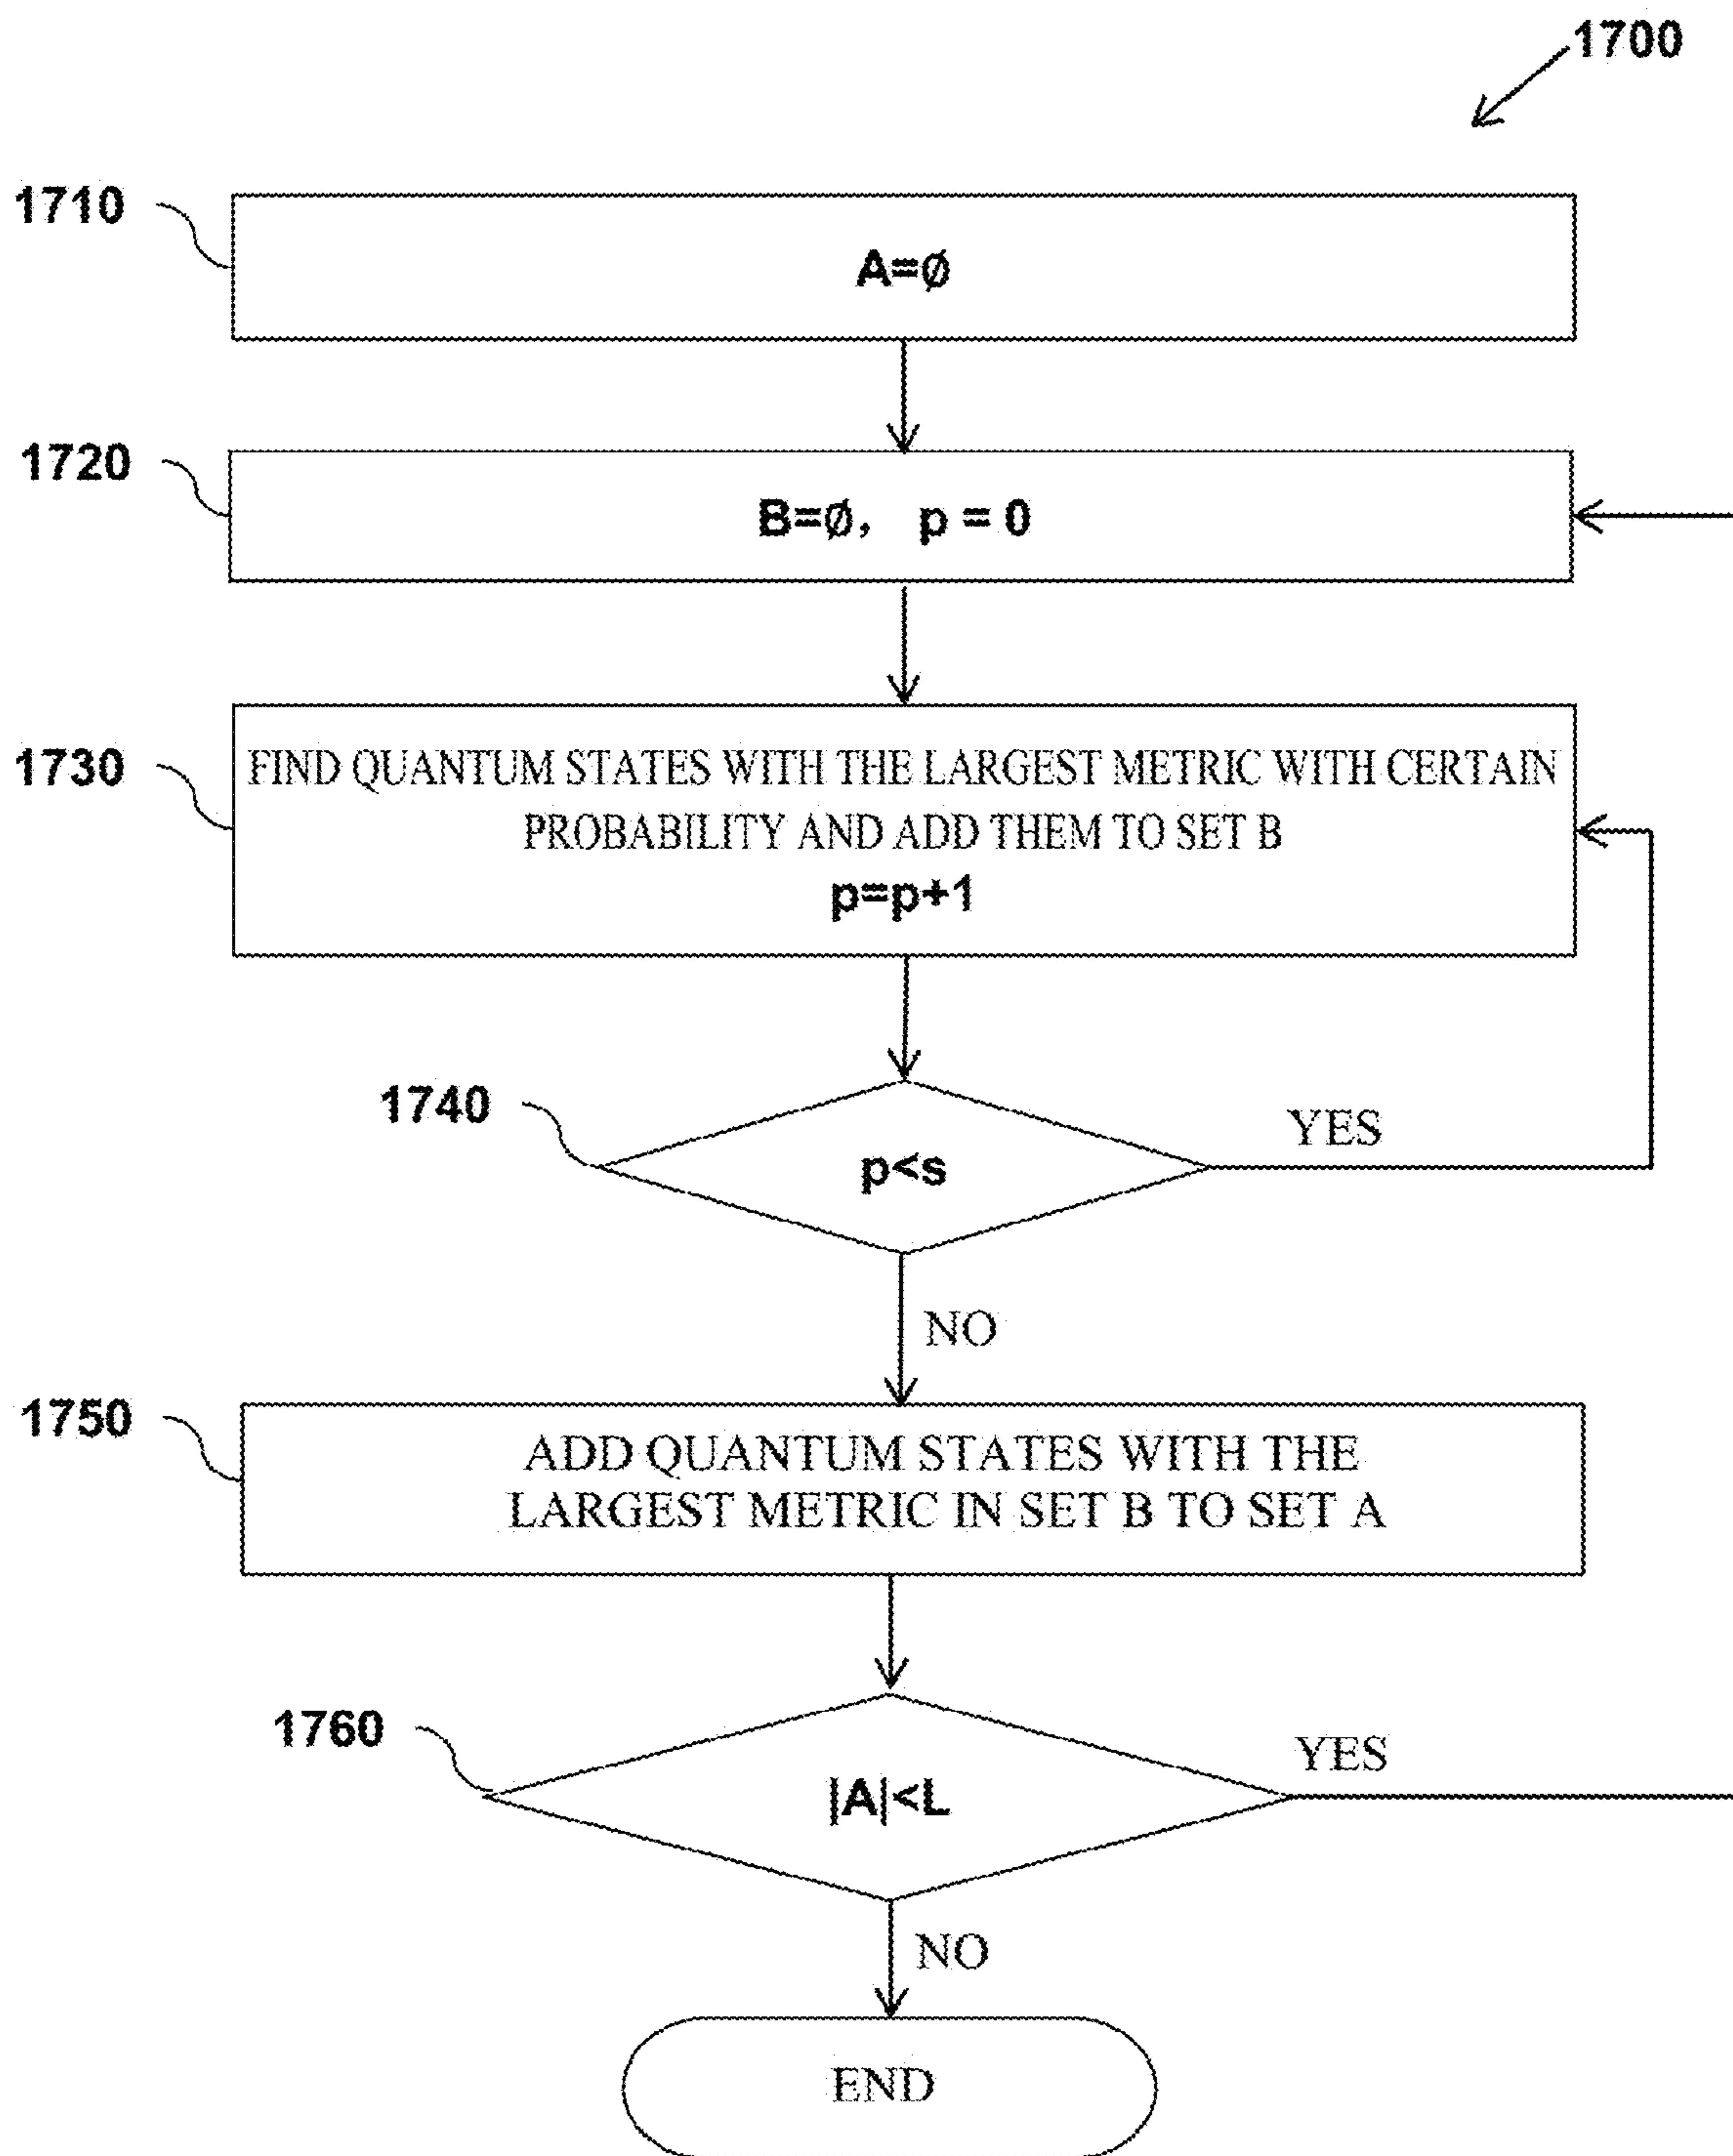 1700
1710
A=∅
1720
B=∅, p = 0
1730
FIND QUANTUM STATES WITH THE LARGEST METRIC WITH CERTAIN
PROBABILITY AND ADD THEM TO SET B
p=p+1
1740
p<s
YES
NO
1750
ADD QUANTUM STATES WITH THE
LARGEST METRIC IN SET B TO SET A
1760
|A|<L
YES
NO
END